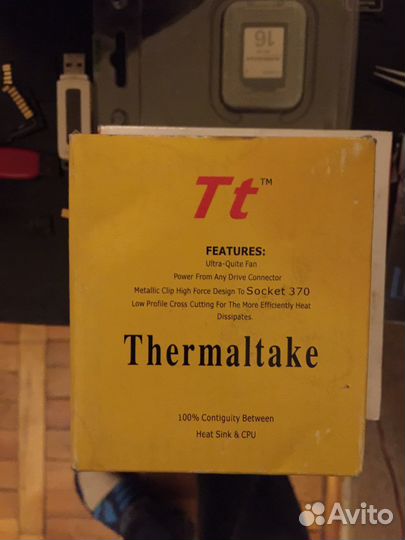 16
Tt™
FEATURES:
Ultra-Quite Fan
Power From Any Drive Connector
Metallic Clip High Force Design To Socket 370
Low Profile Cross Cutting For The More Efficiently Heat
Dissipates.
Thermaltake
100% Contiguity Between
Heat Sink & CPU
Avito